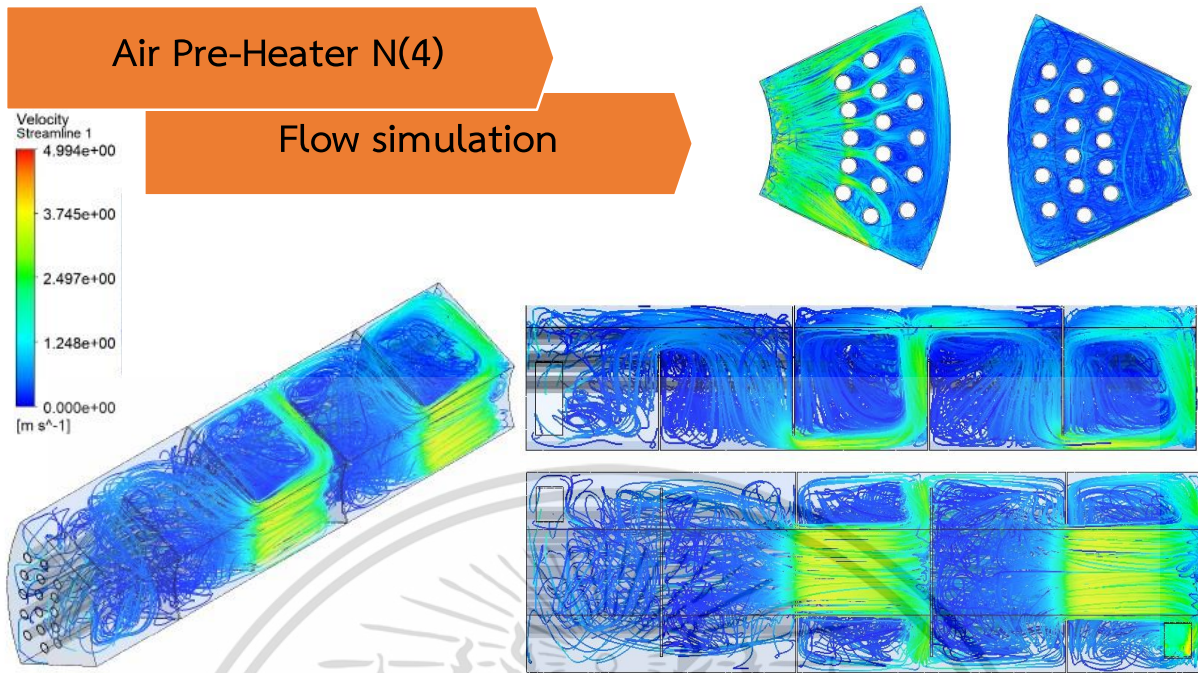 Air Pre-Heater N(4)
Flow simulation
Velocity
Streamline 1
4.994e+00
3.745e+00
2.497e+00
1.248e+00
0.000e+00
[m s^-1]